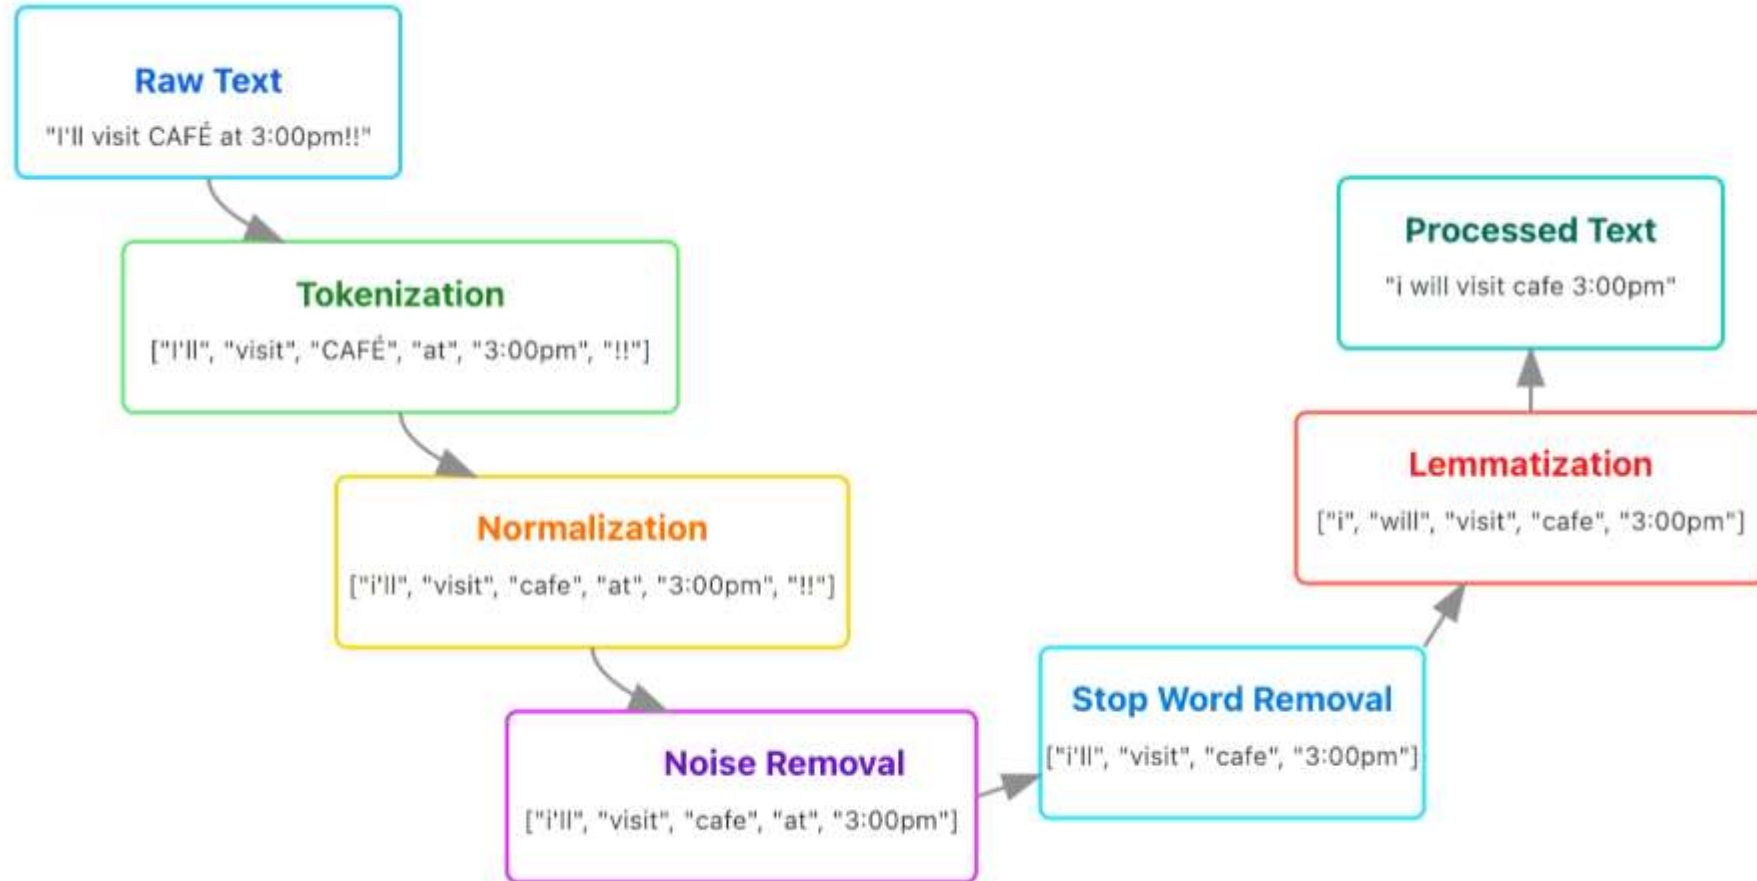 Raw Text
"I'll visit CAFÉ at 3:00pm!!"
Tokenization
["I'll", "visit", "CAFÉ", "at", "3:00pm", "!!"]
Normalization
["i'll", "visit", "cafe", "at", "3:00pm", "!!"]
Noise Removal
["i'll", "visit", "cafe", "at", "3:00pm"]
Stop Word Removal
["i'll", "visit", "cafe", "3:00pm"]
Lemmatization
["i", "will", "visit", "cafe", "3:00pm"]
Processed Text
"i will visit cafe 3:00pm"